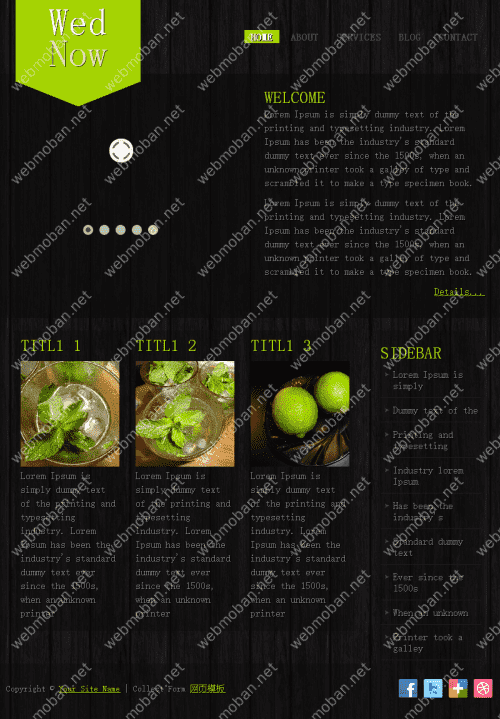 Wed
Now
HOME ABOUT SERVICES BLOG CONTACT
WELCOME
Lorem Ipsum is simply dummy text of the
printing and typesetting industry. Lorem
Ipsum has been the industry's standard
dummy text ever since the 1500s, when an
unknown printer took a galley of type and
scrambled it to make a type specimen book.
Lorem Ipsum is simply dummy text of the
printing and typesetting industry. Lorem
Ipsum has been the industry's standard
dummy text ever since the 1500s, when an
unknown printer took a galley of type and
scrambled it to make a type specimen book.
Details...
TITL1 1
Lorem Ipsum is
simply dummy text
of the printing and
typesetting
industry. Lorem
Ipsum has been the
industry's standard
dummy text ever
since the 1500s,
when an unknown
printer
TITL1 2
Lorem Ipsum is
simply dummy text
of the printing and
typesetting
industry. Lorem
Ipsum has been the
industry's standard
dummy text ever
since the 1500s,
when an unknown
printer
TITL1 3
Lorem Ipsum is
simply dummy text
of the printing and
typesetting
industry. Lorem
Ipsum has been the
industry's standard
dummy text ever
since the 1500s,
when an unknown
printer
SIDEBAR
Lorem Ipsum is
simply
Dummy text of the
Printing and
typesetting
Industry lorem
Ipsum
Has been the
industry's
Standard dummy
text
Ever since the
1500s
When an unknown
Printer took a
galley
Copyright © Your Site Name | Collect Form 网页模板
webmoban.net